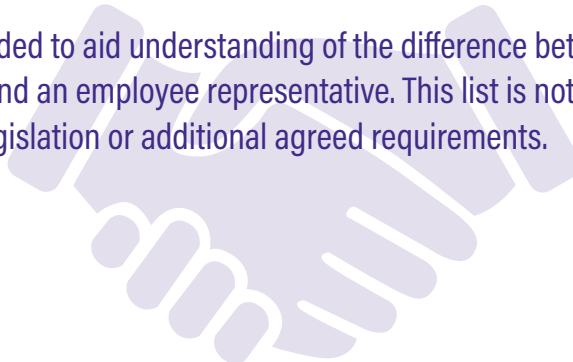 ded to aid understanding of the difference bet
nd an employee representative. This list is not
gislation or additional agreed requirements.